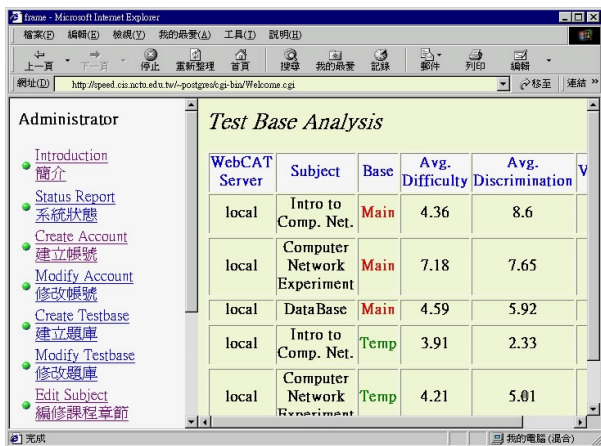 frame - Microsoft Internet Explorer
檔案(F) 編輯(E) 檢視(V) 我的最愛(A) 工具(T) 說明(H)
上一頁 下一頁 停止 重新整理 首頁 搜尋 我的最愛 記錄 郵件 列印 編輯
網址(D) http://speed.cis.nctu.edu.tw/~postgres/cgi-bin/Welcome.cgi 移至 連結 »
Administrator
Introduction
簡介
Status Report
系統狀態
Create Account
建立帳號
Modify Account
修改帳號
Create Testbase
建立題庫
Modify Testbase
修改題庫
Edit Subject
編修課程章節
Test Base Analysis
WebCAT Server Subject Base Avg. Difficulty Avg. Discrimination V
local Intro to Comp. Net. Main 4.36 8.6
local Computer Network Experiment Main 7.18 7.65
local DataBase Main 4.59 5.92
local Intro to Comp. Net. Temp 3.91 2.33
local Computer Network Experiment Temp 4.21 5.01
完成 我的電腦 (混合)